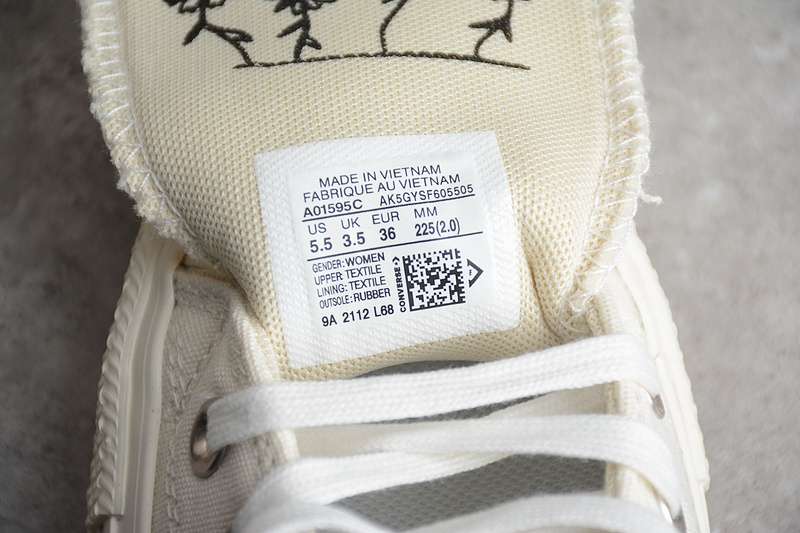 MADE IN VIETNAM
FABRIQUE AU VIETNAM
A01595C AK5GYSF605505
US UK EUR MM
5.5 3.5 36 225(2.0)
GENDER: WOMEN
UPPER: TEXTILE
LINING: TEXTILE
OUTSOLE: RUBBER
CONVERSE
9A 2112 L68